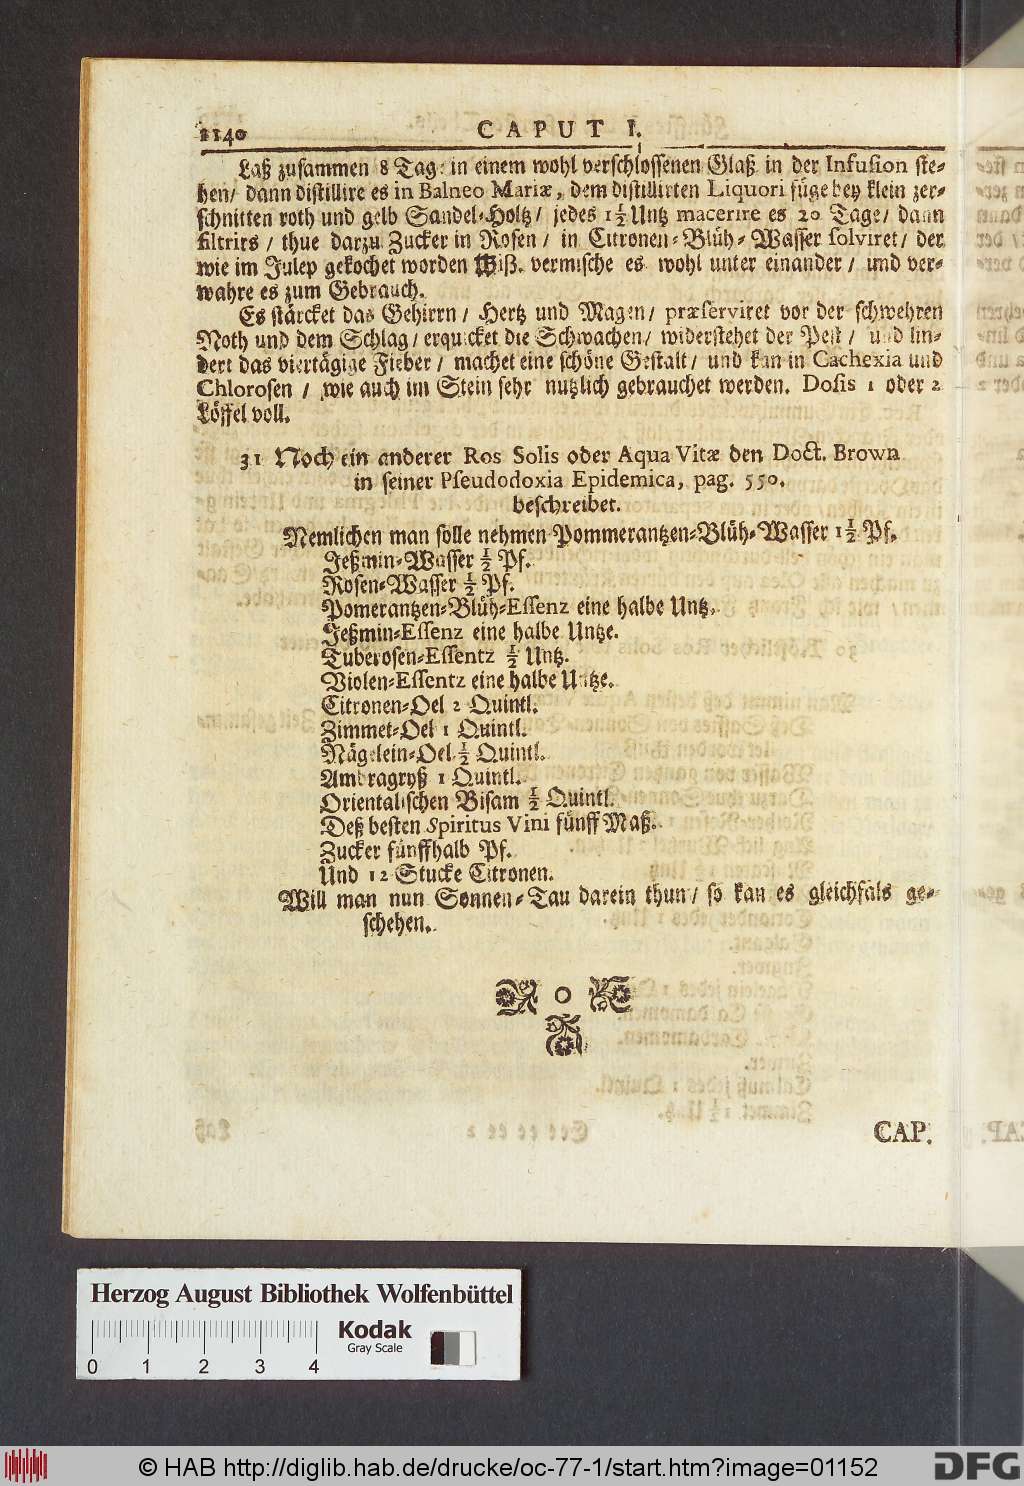 1140
CAPUT I.
Laß zusammen 8 Tag in einem wohl verschlossenen Glaß in der Infusion ste-
hen/ dann distillire es in Balneo Mariæ, dem distillirten Liquori füge bey klein zer-
schnitten roth und gelb Sandel-Holtz/ jedes 1½ Untz macerire es 20 Tage/ dann
filtrirs / thue darzu Zucker in Rosen / in Citronen-Blüh-Wasser solviret/ der
wie im Julep gekochet worden ℔iß. vermische es wohl unter einander / und ver-
wahre es zum Gebrauch.
Es stärcket das Gehirn / Hertz und Magen / præserviret vor der schwehren
Noth und dem Schlag / erquicket die Schwachen/ widerstehet der Pest / und lin-
dert das viertägige Fieber / machet eine schöne Gestalt / und kan in Cachexia und
Chlorosen / wie auch im Stein sehr nutzlich gebrauchet werden. Dosis 1 oder 2
Löffel voll.
31 Noch ein anderer Ros Solis oder Aqua Vitæ den Doct. Brown
in seiner Pseudodoxia Epidemica, pag. 550.
beschreibet.
Nemlichen man solle nehmen Pommerantzen-Blüh-Wasser 1½ Pf.
Jeßmin-Wasser ½ Pf.
Rosen-Wasser ½ Pf.
Pomerantzen-Blüh-Essenz eine halbe Untz.
Jeßmin-Essenz eine halbe Untze.
Tuberosen-Essentz ½ Untz.
Violen-Essentz eine halbe Untze.
Citronen-Oel 2 Quintl.
Zimmet-Oel 1 Quintl.
Nägelein-Oel ½ Quintl.
Ambragryß 1 Quintl.
Orientalischen Bisam ½ Quintl.
Deß besten Spiritus Vini fünff Maß.
Zucker fünffhalb Pf.
Und 12 Stucke Citronen.
Will man nun Sonnen-Tau darein thun/ so kan es gleichfals ge-
schehen.
CAP.
Herzog August Bibliothek Wolfenbüttel
Kodak
Gray Scale
0 1 2 3 4
© HAB http://diglib.hab.de/drucke/oc-77-1/start.htm?image=01152
DFG